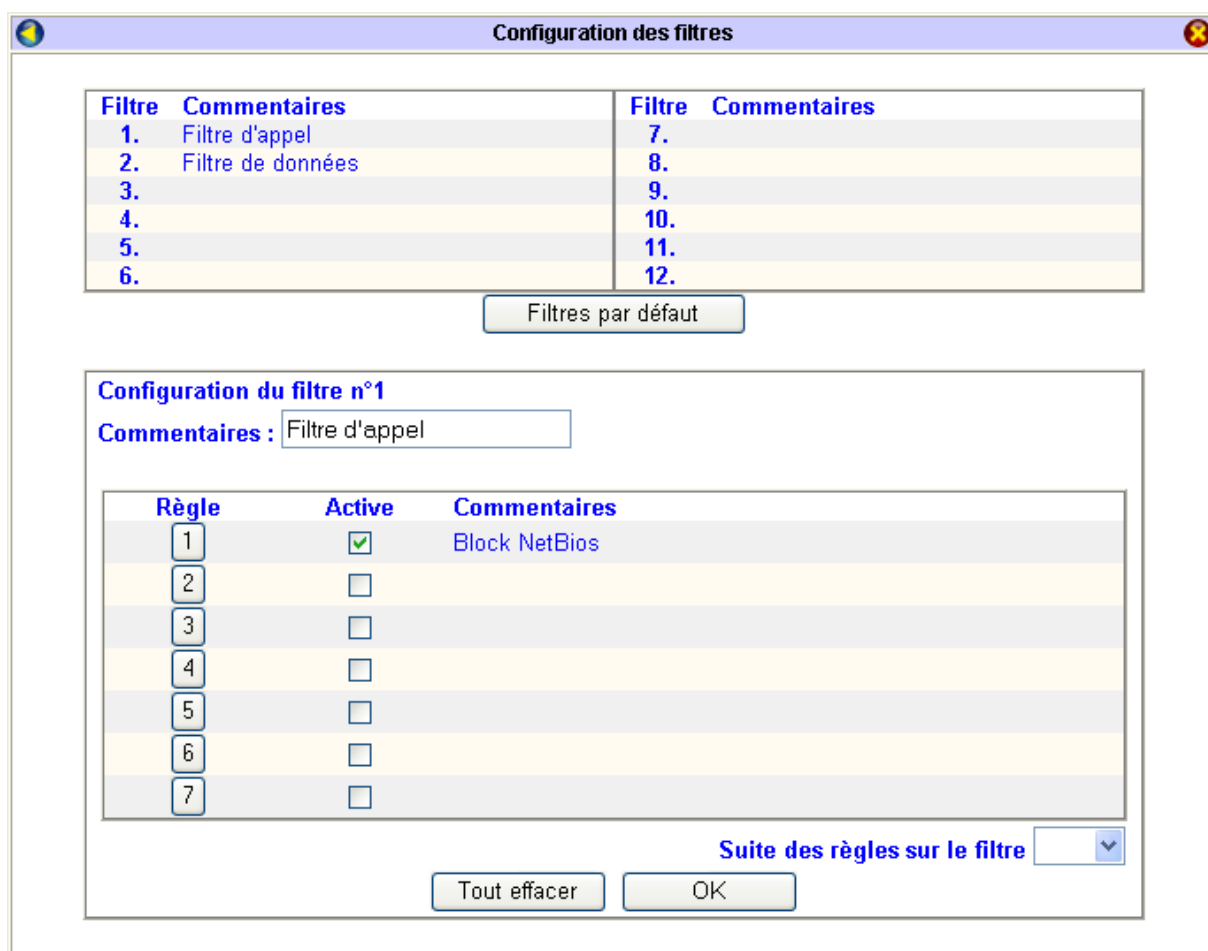 Configuration des filtres
Filtre Commentaires Filtre Commentaires
1. Filtre d'appel 7.
2. Filtre de données 8.
3. 9.
4. 10.
5. 11.
6. 12.
Filtres par défaut
Configuration du filtre n°1
Commentaires : Filtre d'appel
Règle Active Commentaires
1 Block NetBios
2
3
4
5
6
7
Suite des règles sur le filtre
Tout effacer OK